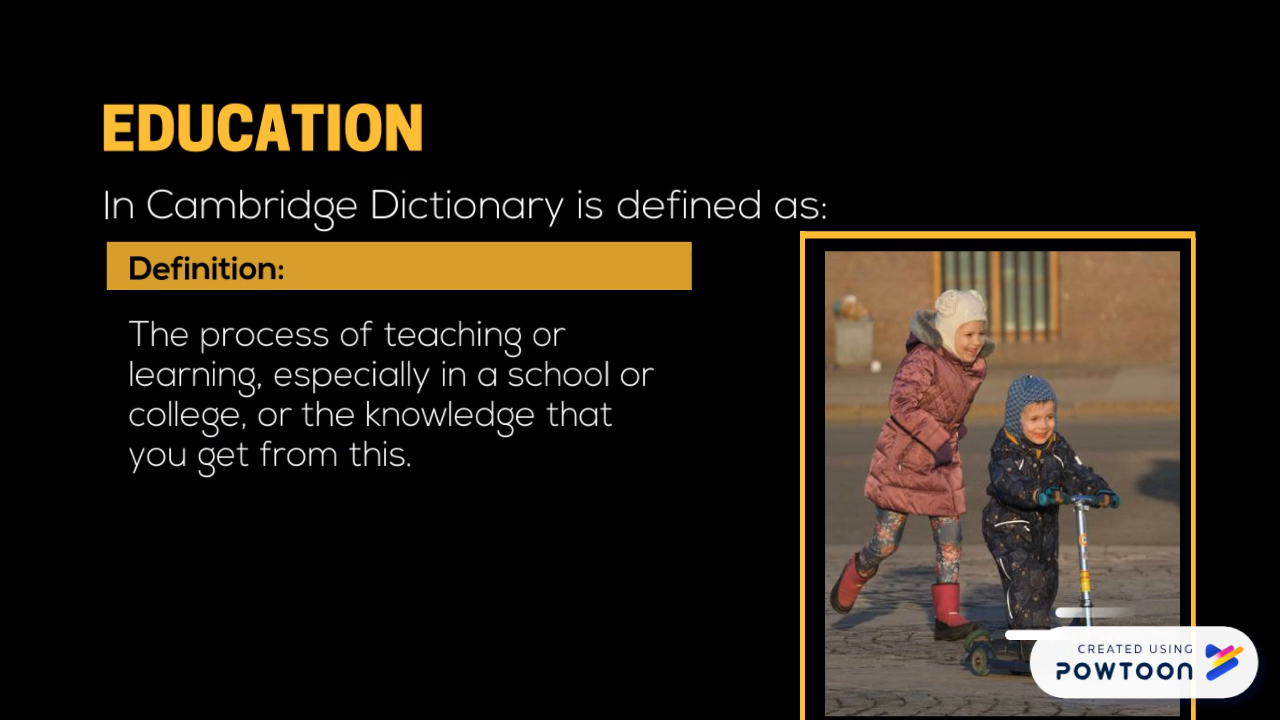 EDUCATION
In Cambridge Dictionary is defined as:
Definition:
The process of teaching or
learning, especially in a school or
college, or the knowledge that
you get from this.
CREATED USING
POWTOON